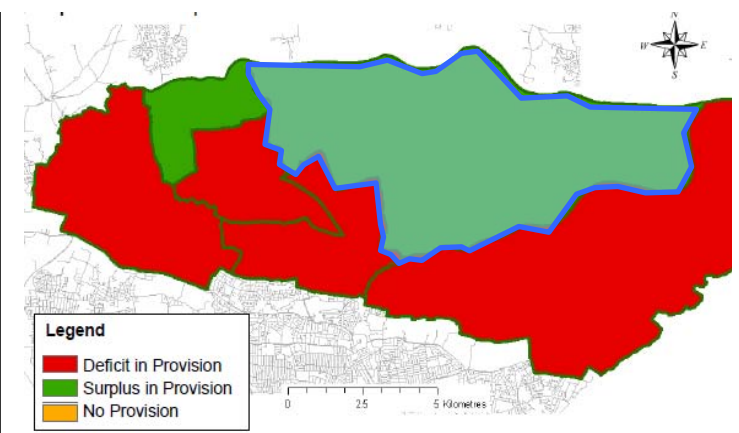 N
W E
S
Legend
Deficit in Provision
Surplus in Provision
No Provision
0 2.5 5 Kilometres